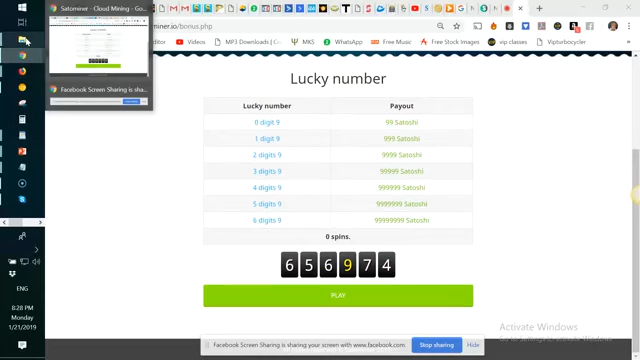 Satominer - Cloud Mining - Goo...
Facebook Screen Sharing is sha...
miner.io/bonus.php
Videos
MP3 Downloads
MK5
WhatsApp
Free Music
Free Stock Images
vip classes
Vipturbocycler
Lucky number
Lucky number Payout
0 digit 9 99 Satoshi
1 digit 9 999 Satoshi
2 digits 9 9999 Satoshi
3 digits 9 99999 Satoshi
4 digits 9 999999 Satoshi
5 digits 9 9999999 Satoshi
6 digits 9 99999999 Satoshi
0 spins.
6 5 6 9 7 4
PLAY
Activate Windows
Facebook Screen Sharing is sharing your screen with www.facebook.com.
Stop sharing
Hide
ENG
8:28 PM
Monday
1/21/2019